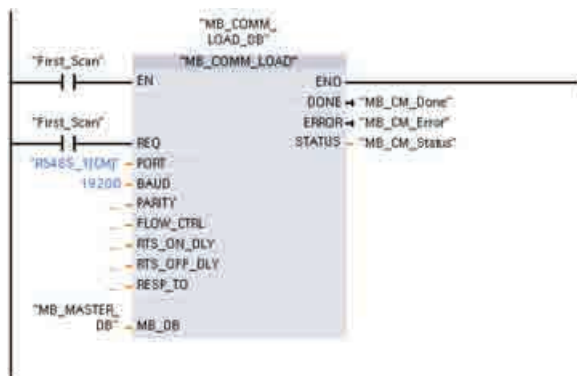 "MB_COMM_
LOAD_DB"
"First_Scan"
"MB_COMM_LOAD"
EN
ENO
DONE
"MB_CM_Done"
"First_Scan"
ERROR
"MB_CM_Error"
REQ
STATUS
"MB_CM_Status"
"RS485_1[CM]"
PORT
19200
BAUD
PARITY
FLOW_CTRL
RTS_ON_DLY
RTS_OFF_DLY
RESP_TO
"MB_MASTER_
DB"
MB_DB